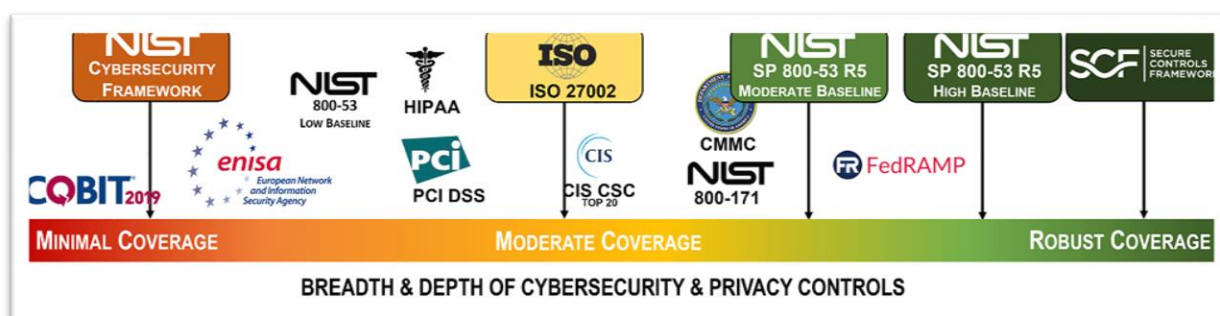 NIST
CYBERSECURITY
FRAMEWORK
NIST
800-53
LOW BASELINE
HIPAA
ISO
ISO 27002
NIST
SP 800-53 R5
MODERATE BASELINE
NIST
SP 800-53 R5
HIGH BASELINE
SCF
SECURE
CONTROLS
FRAMEWORK
COBIT 2019
enisa
European Network
and Information
Security Agency
PCI
PCI DSS
CIS
CIS CSC
TOP 20
CMMC
NIST
800-171
FR FedRAMP
MINIMAL COVERAGE
MODERATE COVERAGE
ROBUST COVERAGE
BREADTH & DEPTH OF CYBERSECURITY & PRIVACY CONTROLS